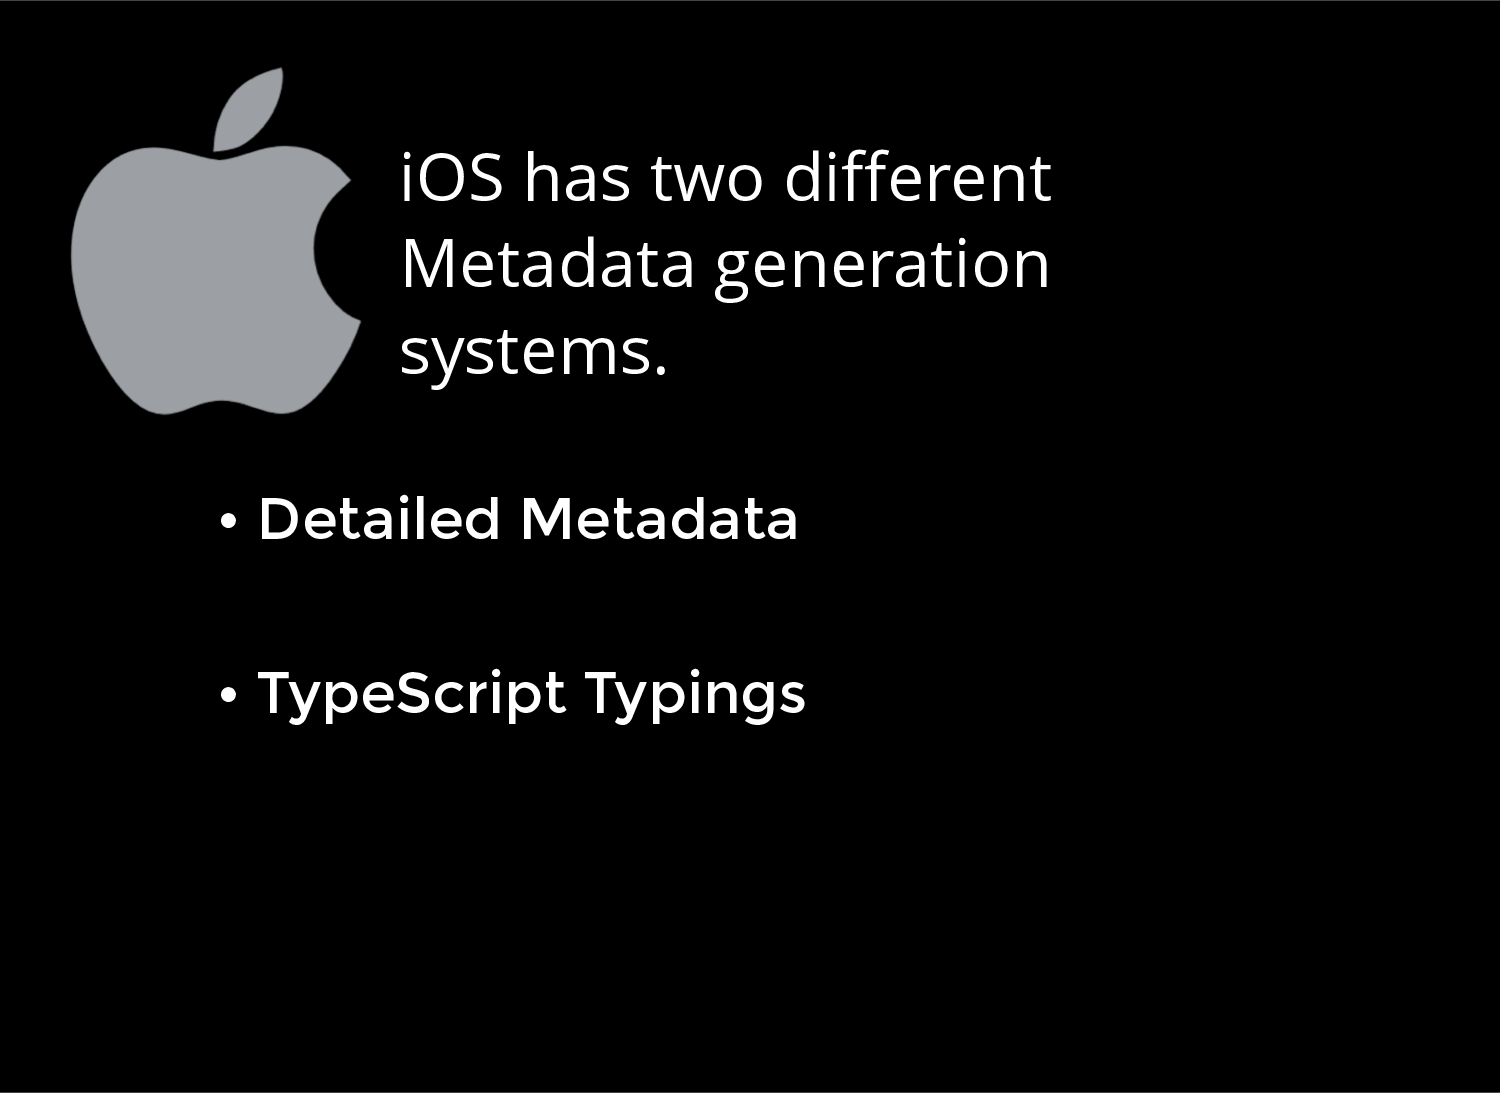 iOS has two different
Metadata generation
systems.
• Detailed Metadata
• TypeScript Typings